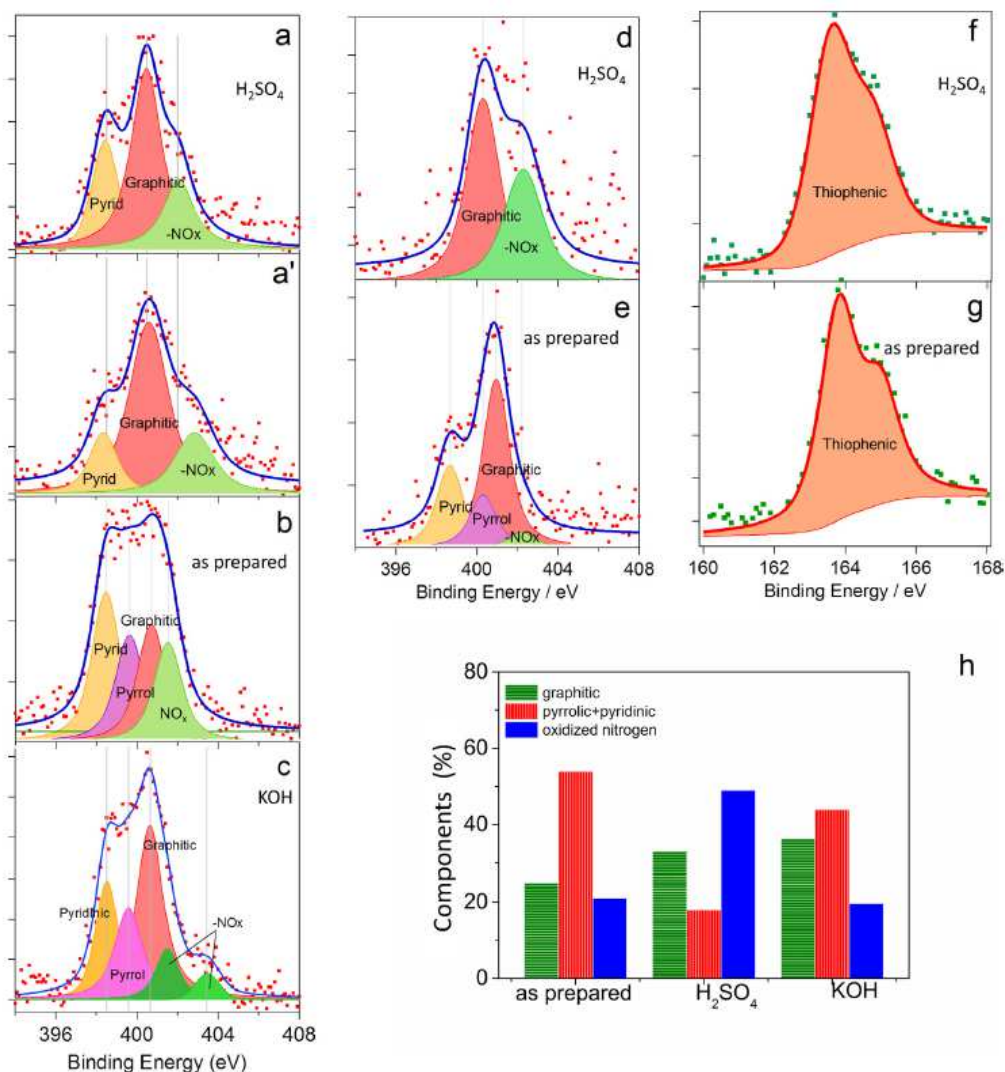 a
H₂SO₄
Pyrid
Graphitic
-NOx
a'
Pyrid
Graphitic
-NOx
b
as prepared
Pyrid
Pyrrol
Graphitic
NOₓ
c
KOH
Pyridinic
Pyrrol
Graphitic
-NOx
396 400 404 408
Binding Energy (eV)
d
H₂SO₄
Graphitic
-NOx
e
as prepared
Pyrid
Pyrrol
Graphitic
-NOx
396 400 404 408
Binding Energy / eV
f
H₂SO₄
Thiophenic
g
as prepared
Thiophenic
160 162 164 166 168
Binding Energy / eV
h
graphitic
pyrrolic+pyridinic
oxidized nitrogen
Components (%)
80
60
40
20
0
as prepared H₂SO₄ KOH